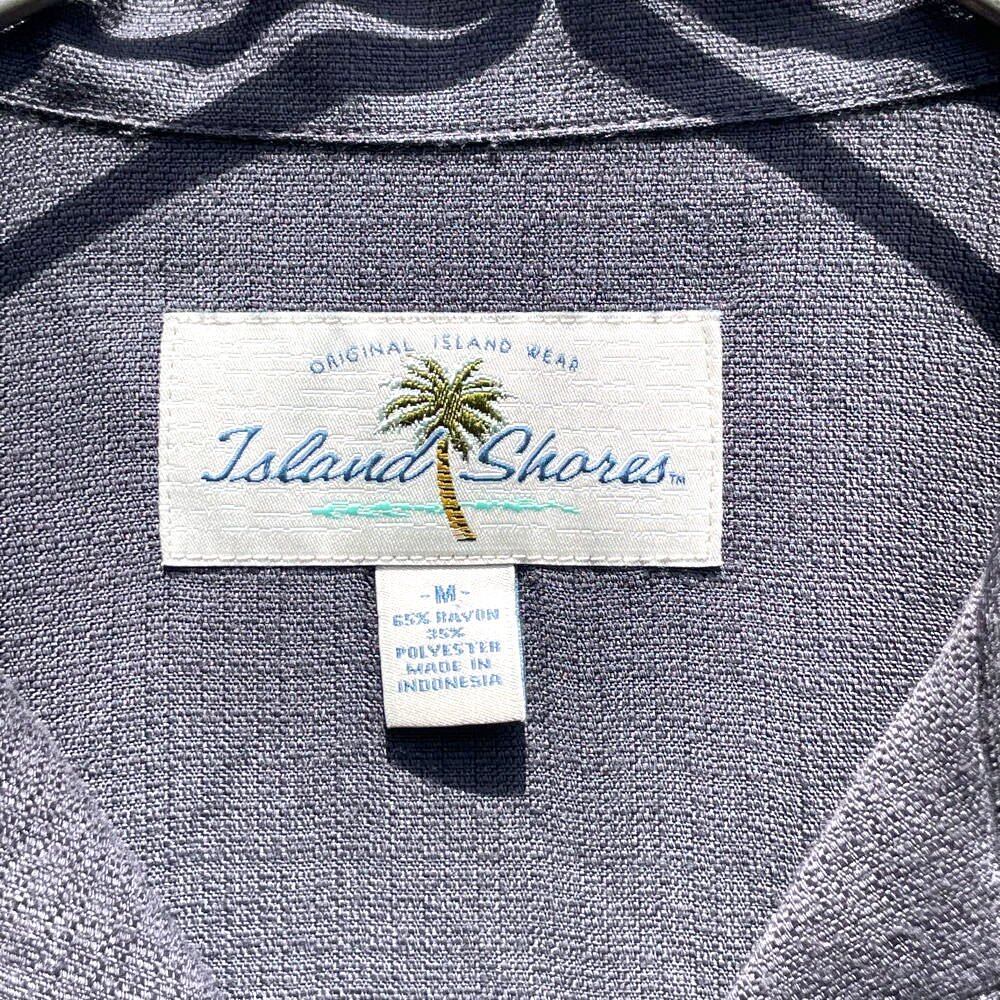 ORIGINAL ISLAND WEAR
Island Shores™
-M-
65% RAYON
35%
POLYESTER
MADE IN
INDONESIA